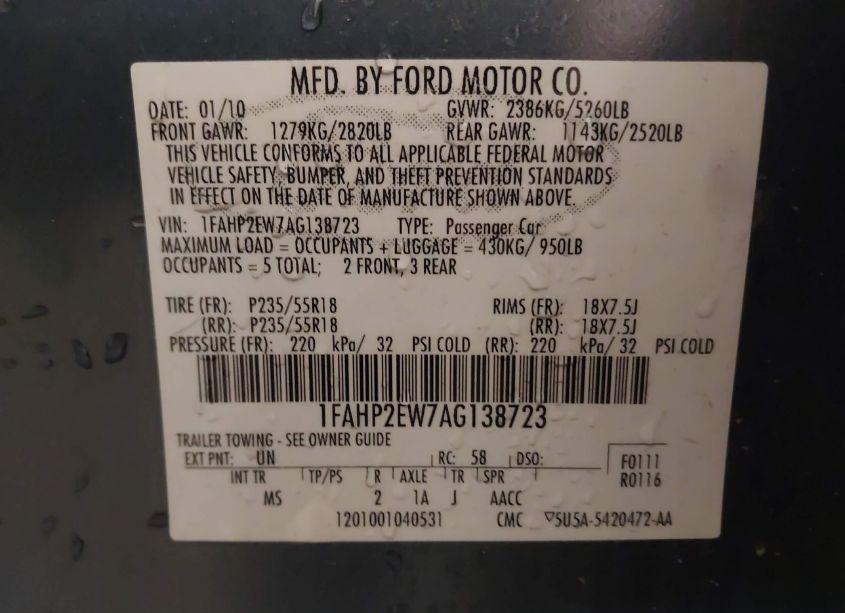 MFD. BY FORD MOTOR CO.
DATE: 01/10 GVWR: 2386KG/5260LB
FRONT GAWR: 1279KG/2820LB REAR GAWR: 1143KG/2520LB
THIS VEHICLE CONFORMS TO ALL APPLICABLE FEDERAL MOTOR
VEHICLE SAFETY, BUMPER, AND THEFT PREVENTION STANDARDS
IN EFFECT ON THE DATE OF MANUFACTURE SHOWN ABOVE.
VIN: 1FAHP2EW7AG138723 TYPE: Passenger Car
MAXIMUM LOAD = OCCUPANTS + LUGGAGE = 430KG/ 950LB
OCCUPANTS = 5 TOTAL; 2 FRONT, 3 REAR
TIRE (FR): P235/55R18 RIMS (FR): 18X7.5J
(RR): P235/55R18 (RR): 18X7.5J
PRESSURE (FR): 220 kPa/ 32 PSI COLD (RR): 220 kPa/ 32 PSI COLD
1FAHP2EW7AG138723
TRAILER TOWING - SEE OWNER GUIDE
EXT PNT: UN RC: 58 DSO: F0111
INT TR TP/PS R AXLE TR SPR R0116
MS 2 1A J AACC
1201001040531 CMC ▽5U5A-5420472-AA